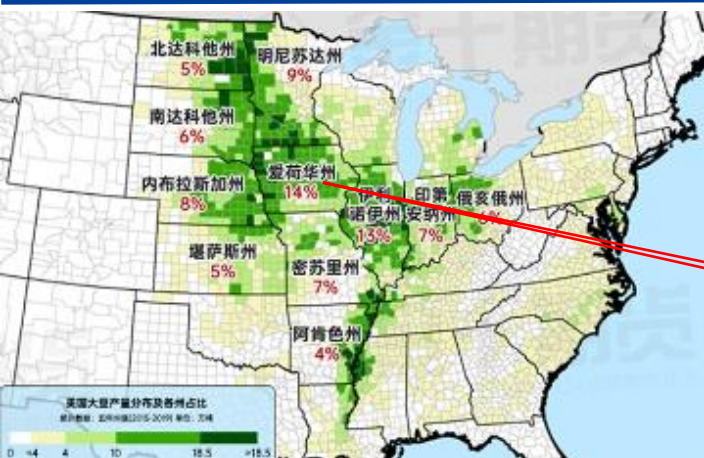 北达科他州
5%
明尼苏达州
9%
南达科他州
6%
爱荷华州
14%
内布拉斯加州
8%
伊利
诺伊州
13%
印第
安纳州
7%
俄亥俄州
6%
堪萨斯州
5%
密苏里州
7%
阿肯色州
4%
美国大豆产量分布及各州占比
0 <4 4 10 18.5 >18.5